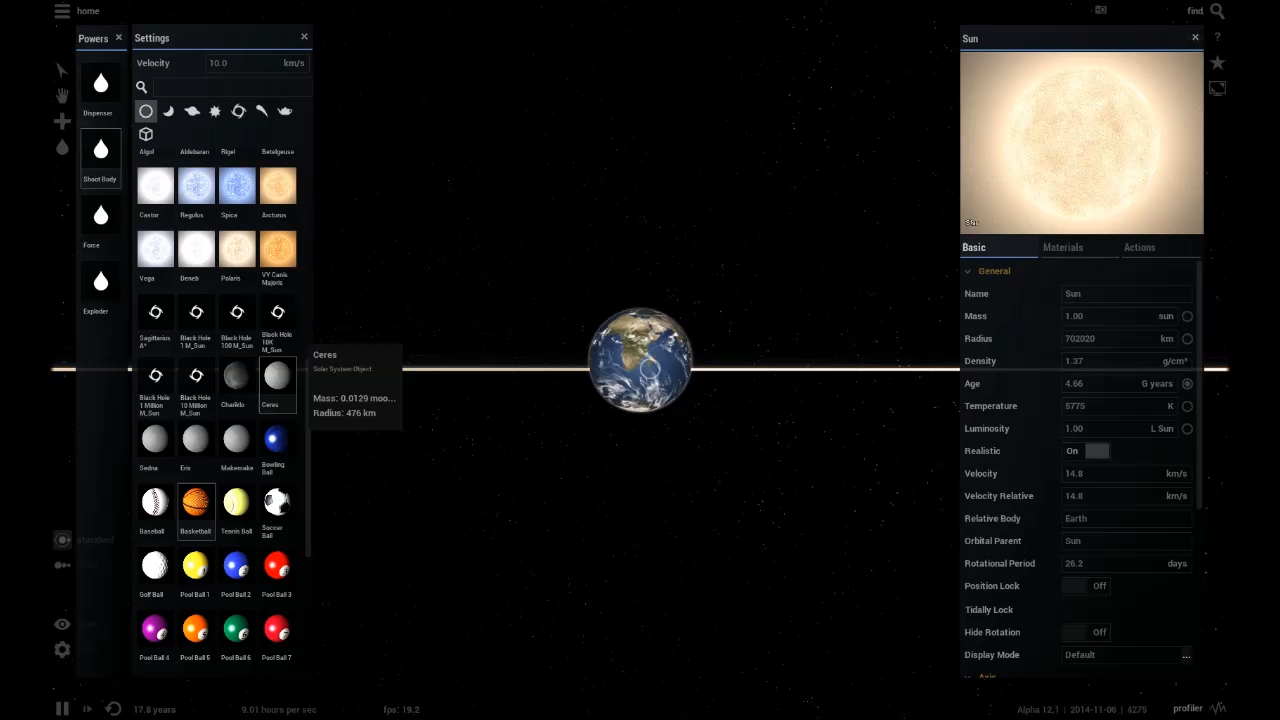 home
find
Powers
Dispenser
Shoot Body
Force
Exploder
Settings
Velocity 10.0 km/s
Algol Aldebaran Rigel Betelgeuse
Castor Regulus Spica Arcturus
Vega Deneb Polaris VY Canis Majoris
Sagittarius A* Black Hole 1 M_Sun Black Hole 100 M_Sun Black Hole 10K M_Sun
Black Hole 1 Million M_Sun Black Hole 10 Million M_Sun Chariklo Ceres
Sedna Eris Makemake Bowling Ball
Baseball Basketball Tennis Ball Soccer Ball
Golf Ball Pool Ball 1 Pool Ball 2 Pool Ball 3
Pool Ball 4 Pool Ball 5 Pool Ball 6 Pool Ball 7
Ceres
Solar System Object
Mass: 0.0129 moo...
Radius: 476 km
standard
Sun
Star
Basic Materials Actions
General
Name Sun
Mass 1.00 sun
Radius 702020 km
Density 1.37 g/cm³
Age 4.66 G years
Temperature 5775 K
Luminosity 1.00 L Sun
Realistic On
Velocity 14.8 km/s
Velocity Relative 14.8 km/s
Relative Body Earth
Orbital Parent Sun
Rotational Period 26.2 days
Position Lock Off
Tidally Lock
Hide Rotation Off
Display Mode Default ...
Axis
17.8 years
9.01 hours per sec
fps: 19.2
Alpha 12.1 | 2014-11-06 | 4275
profiler